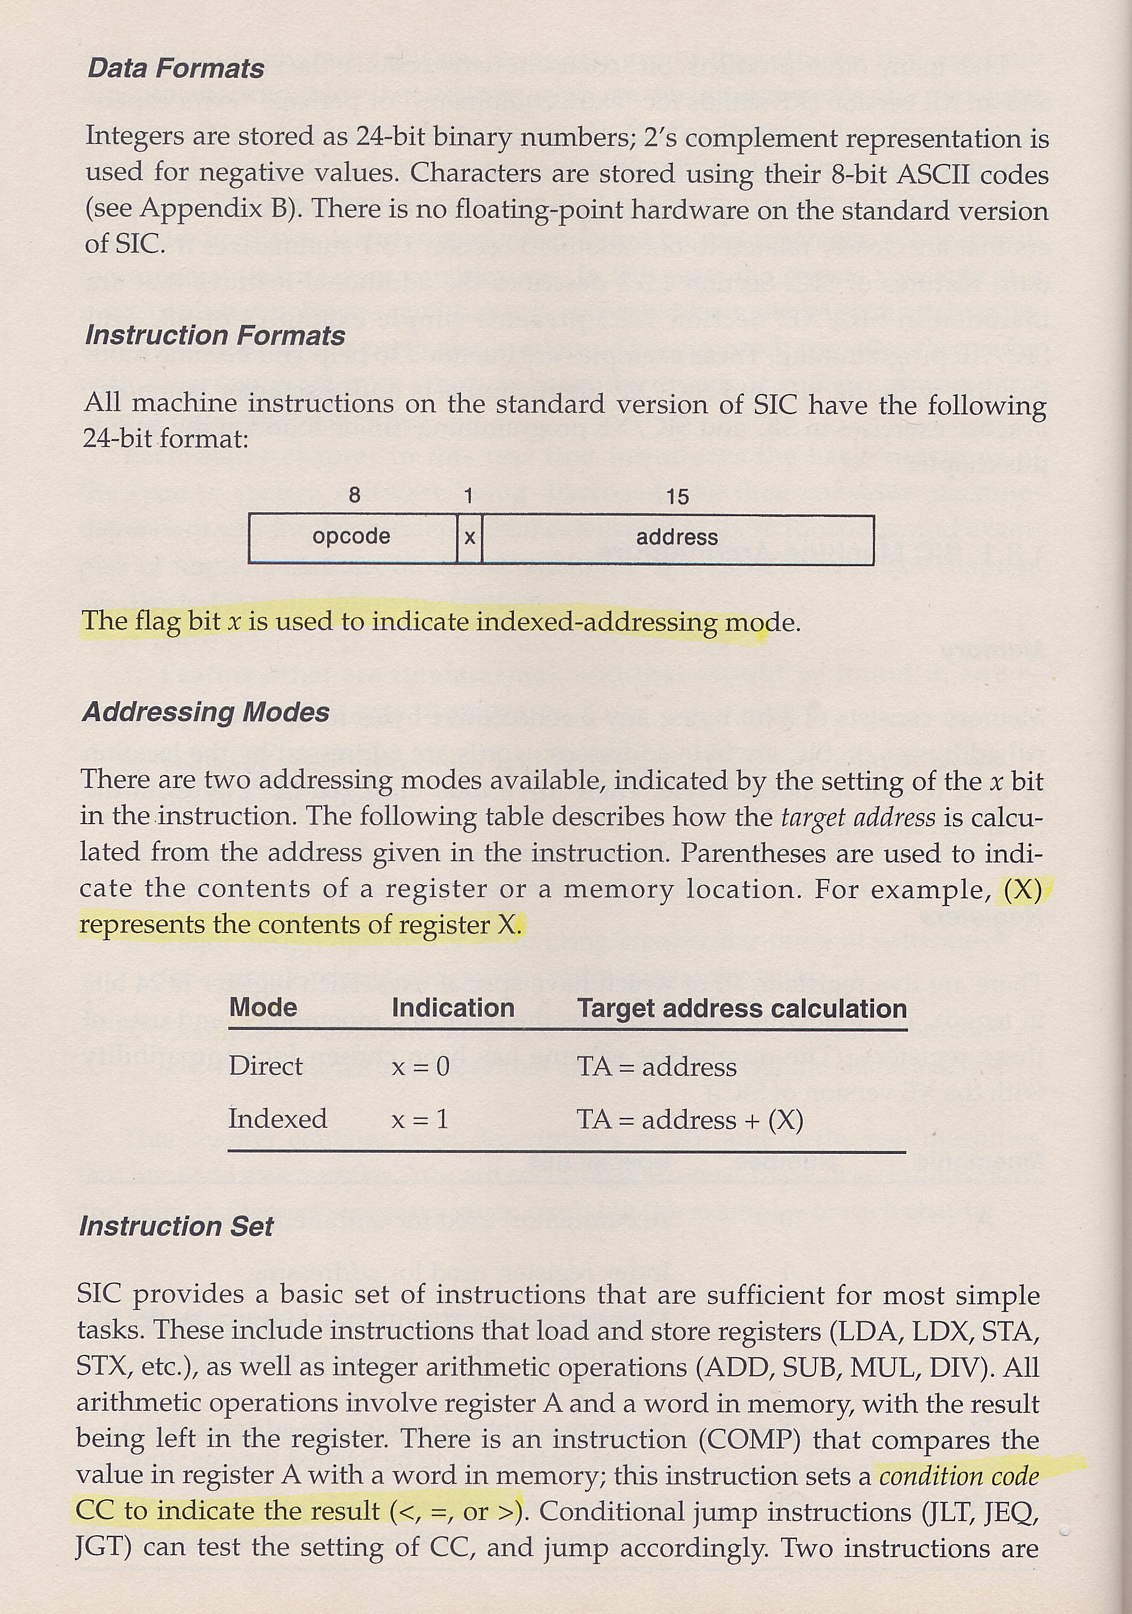 Data Formats
Integers are stored as 24-bit binary numbers; 2's complement representation is
used for negative values. Characters are stored using their 8-bit ASCII codes
(see Appendix B). There is no floating-point hardware on the standard version
of SIC.
Instruction Formats
All machine instructions on the standard version of SIC have the following
24-bit format:
8 1 15
opcode x address
The flag bit x is used to indicate indexed-addressing mode.
Addressing Modes
There are two addressing modes available, indicated by the setting of the x bit
in the instruction. The following table describes how the target address is calcu-
lated from the address given in the instruction. Parentheses are used to indi-
cate the contents of a register or a memory location. For example, (X)
represents the contents of register X.
Mode Indication Target address calculation
Direct x = 0 TA = address
Indexed x = 1 TA = address + (X)
Instruction Set
SIC provides a basic set of instructions that are sufficient for most simple
tasks. These include instructions that load and store registers (LDA, LDX, STA,
STX, etc.), as well as integer arithmetic operations (ADD, SUB, MUL, DIV). All
arithmetic operations involve register A and a word in memory, with the result
being left in the register. There is an instruction (COMP) that compares the
value in register A with a word in memory; this instruction sets a condition code
CC to indicate the result (<, =, or >). Conditional jump instructions (JLT, JEQ,
JGT) can test the setting of CC, and jump accordingly. Two instructions are